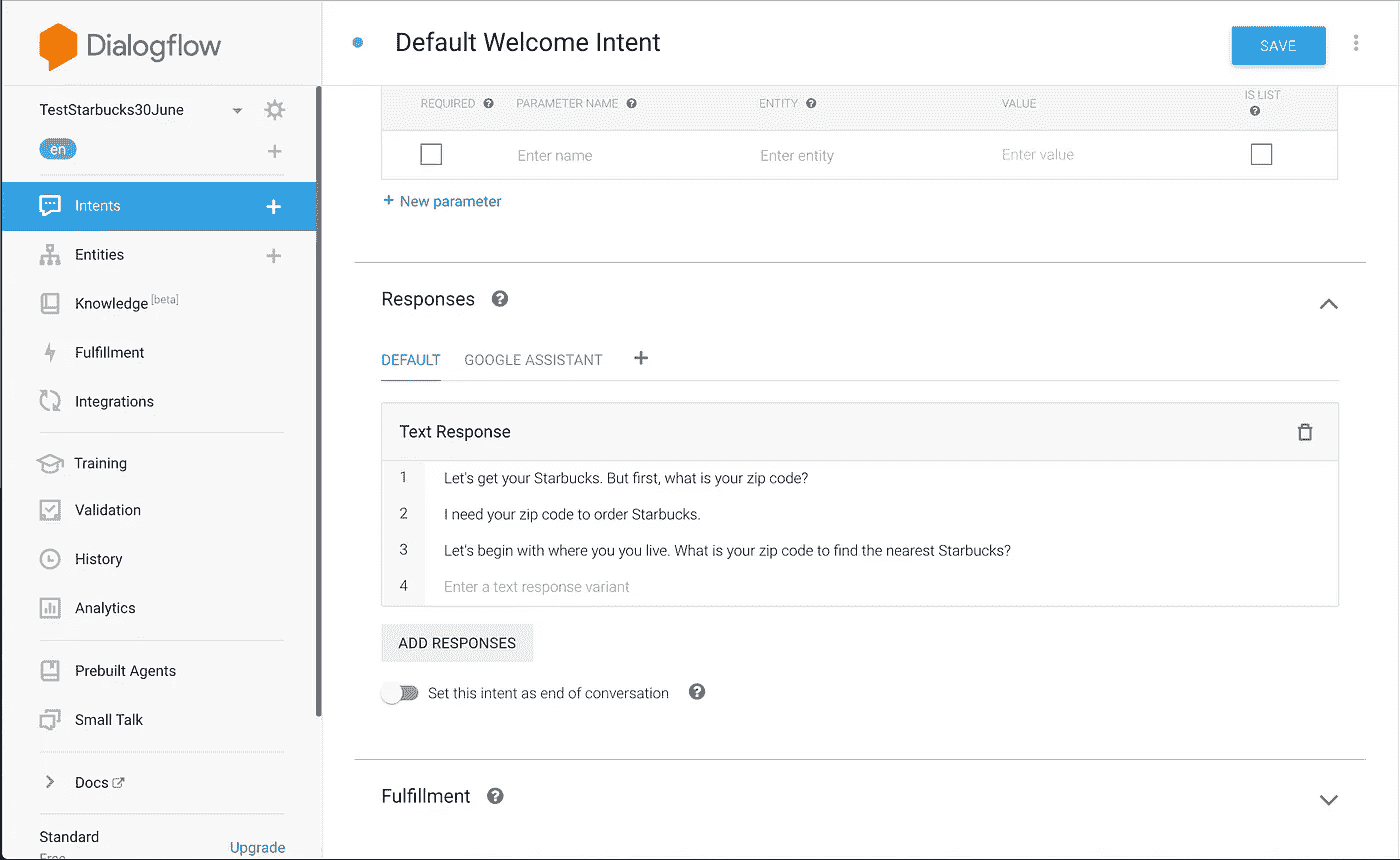 Dialogflow
Default Welcome Intent
SAVE
TestStarbucks30June
en
Intents
Entities
Knowledge [beta]
Fulfillment
Integrations
Training
Validation
History
Analytics
Prebuilt Agents
Small Talk
Docs
Standard
Free
Upgrade
REQUIRED PARAMETER NAME ENTITY VALUE IS LIST
Enter name Enter entity Enter value
+ New parameter
Responses
DEFAULT GOOGLE ASSISTANT +
Text Response
1 Let's get your Starbucks. But first, what is your zip code?
2 I need your zip code to order Starbucks.
3 Let's begin with where you you live. What is your zip code to find the nearest Starbucks?
4 Enter a text response variant
ADD RESPONSES
Set this intent as end of conversation
Fulfillment